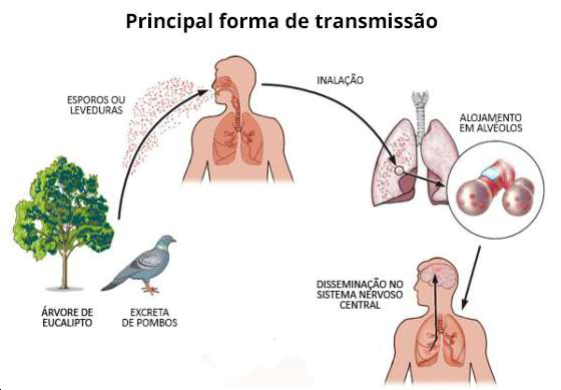 Principal forma de transmissão
ESPOROS OU
LEVEDURAS
INALAÇÃO
ALOJAMENTO
EM ALVÉOLOS
ÁRVORE DE
EUCALIPTO
EXCRETA
DE POMBOS
DISSEMINAÇÃO NO
SISTEMA NERVOSO
CENTRAL